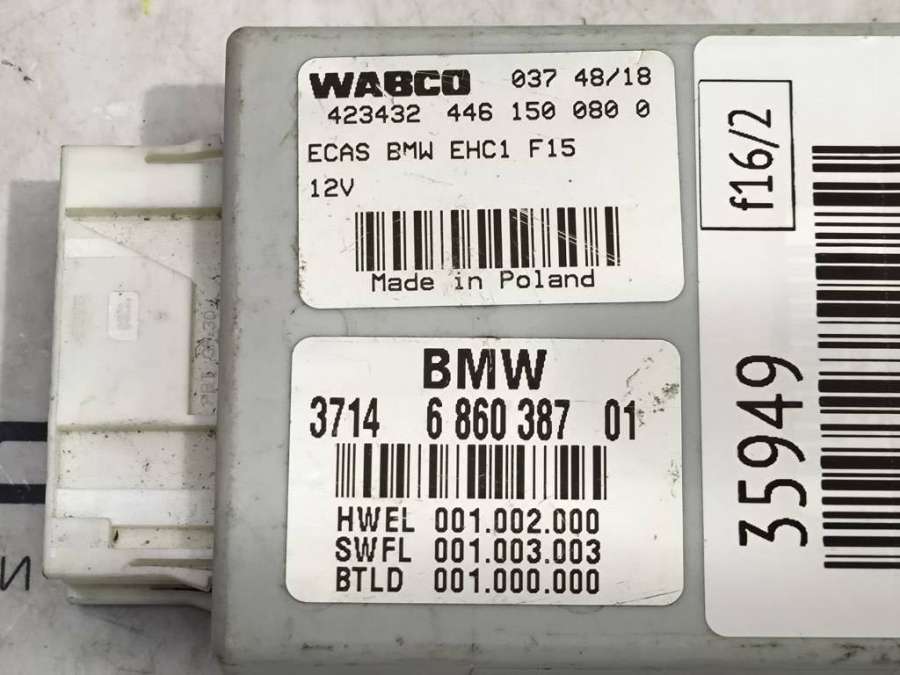 WABCO 037 48/18
423432 446 150 080 0
ECAS BMW EHC1 F15
12V
Made in Poland
BMW
3714 6 860 387 01
HWEL 001.002.000
SWFL 001.003.003
BTLD 001.000.000
f16/2
35949